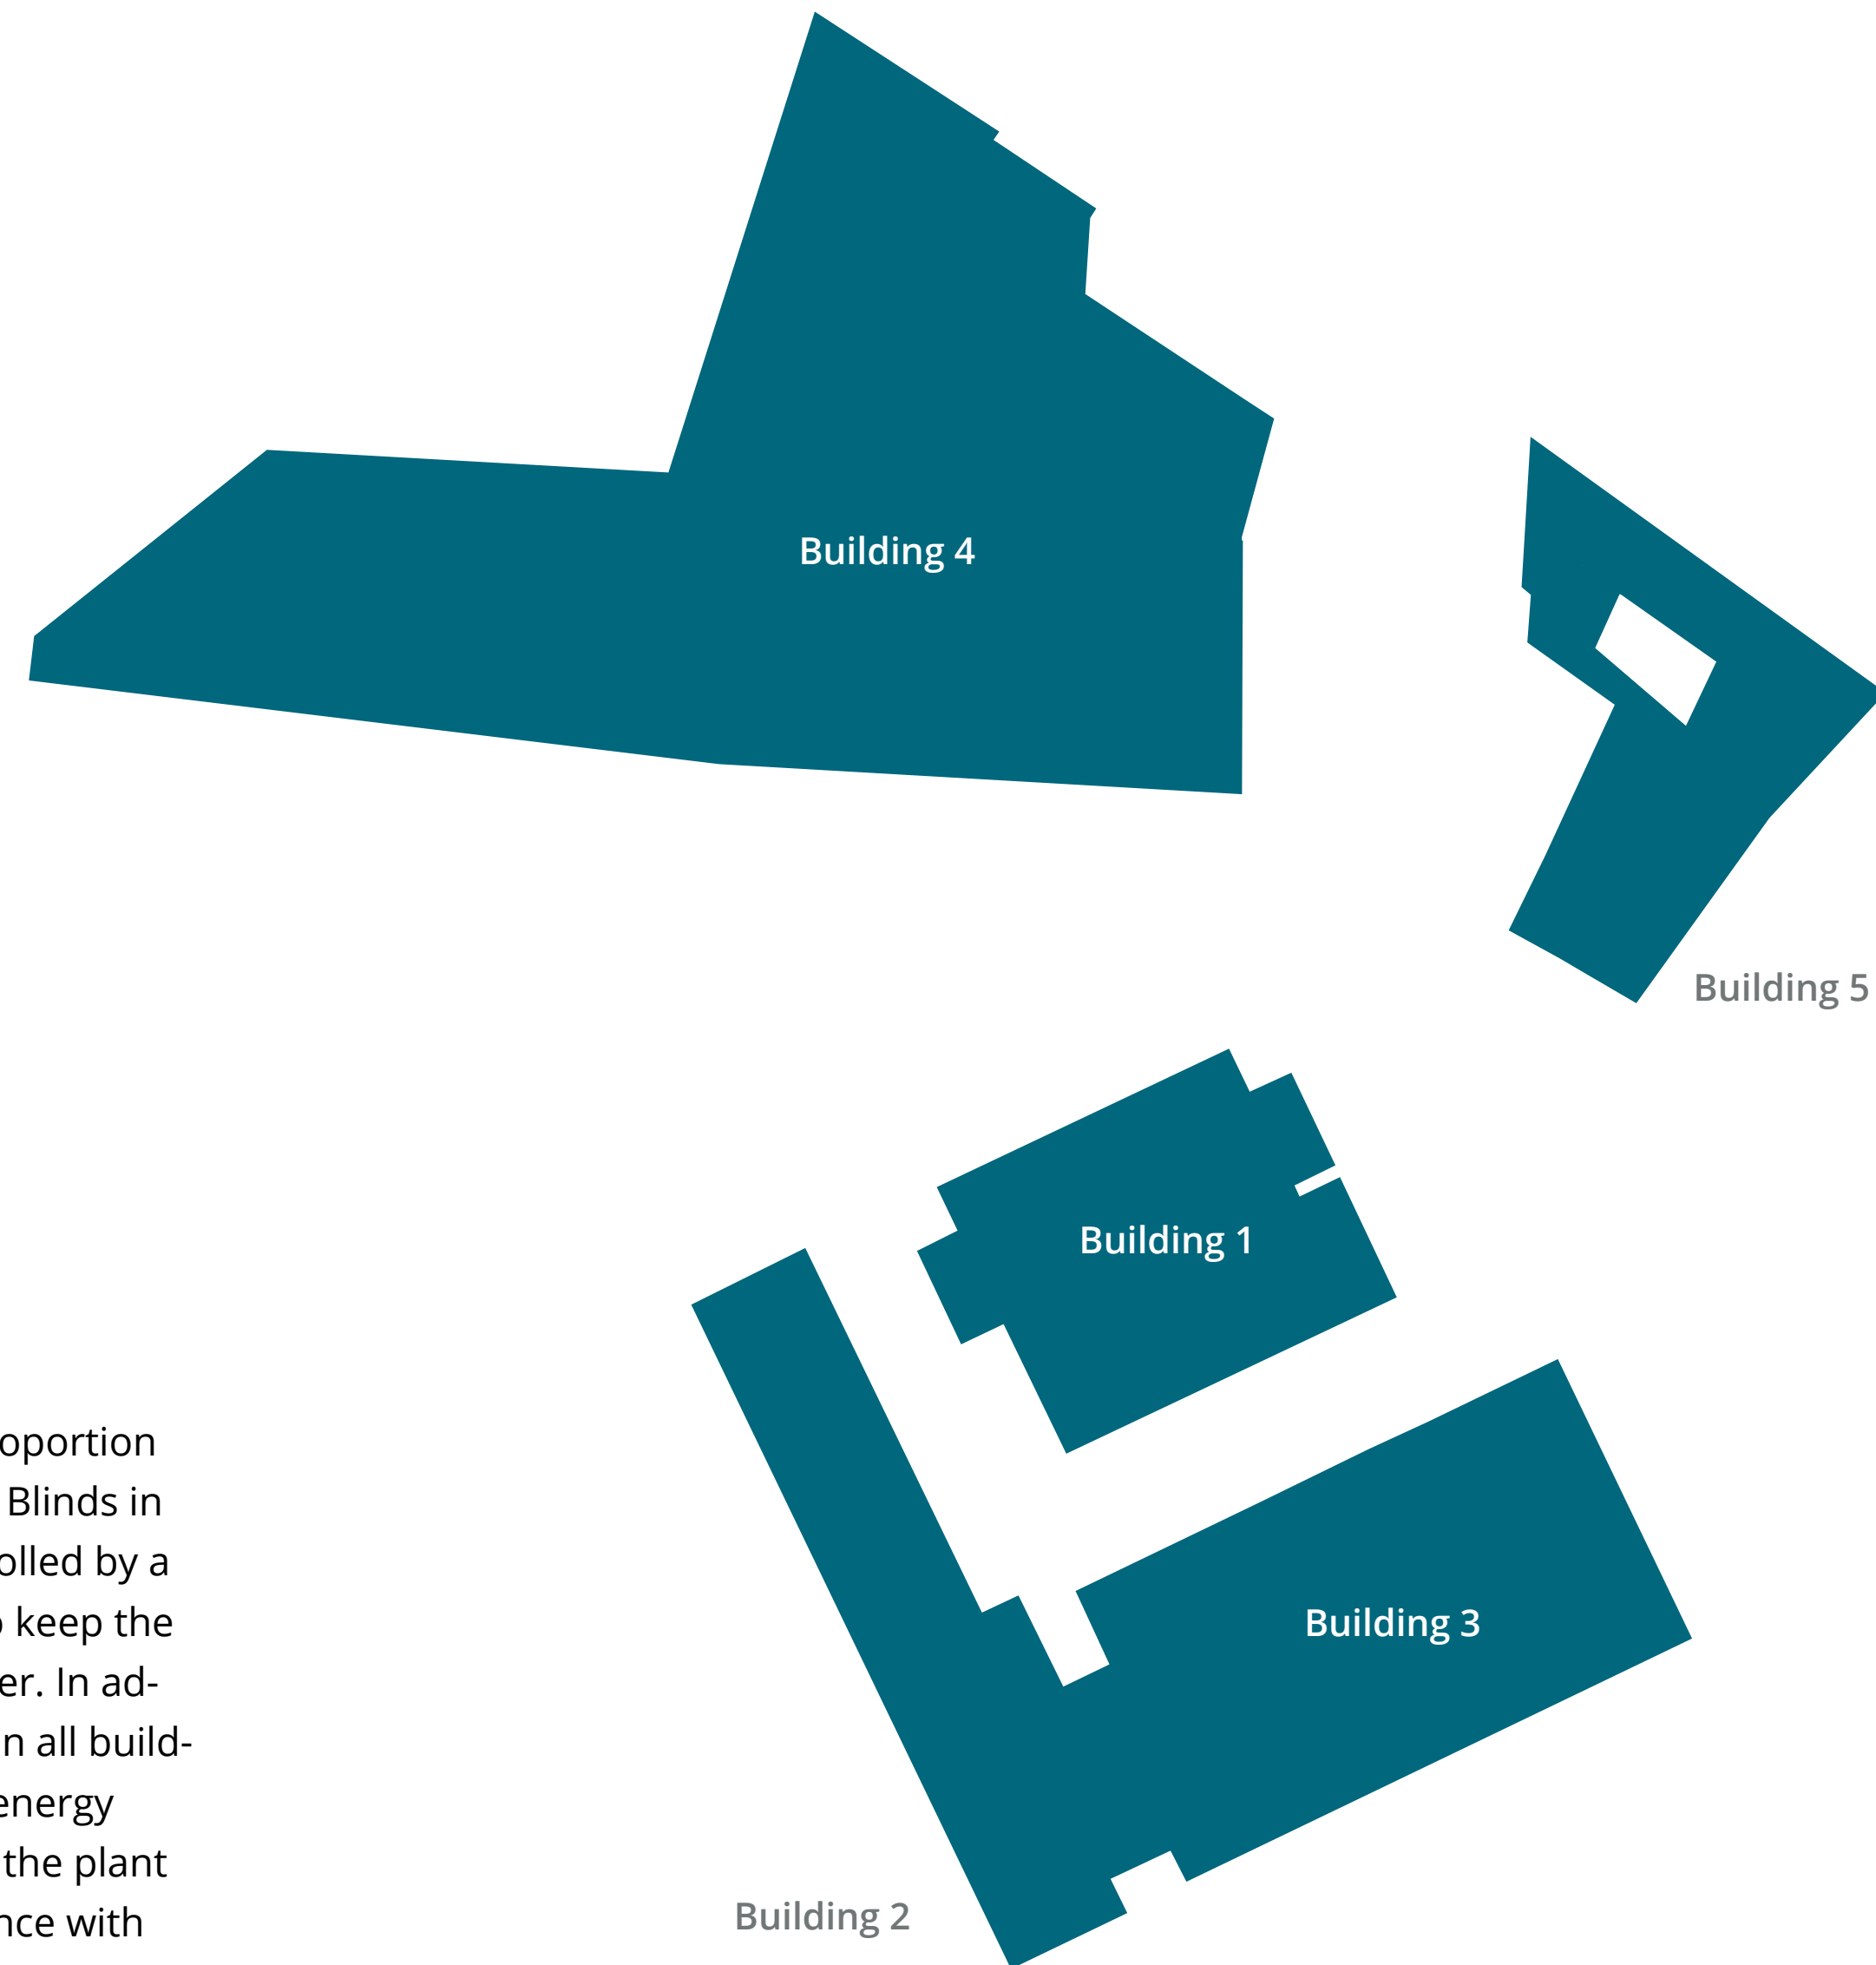 Building 4
Building 5
Building 1
Building 3
Building 2
oportion
Blinds in
olled by a
keep the
er. In ad-
n all build-
energy
the plant
nce with